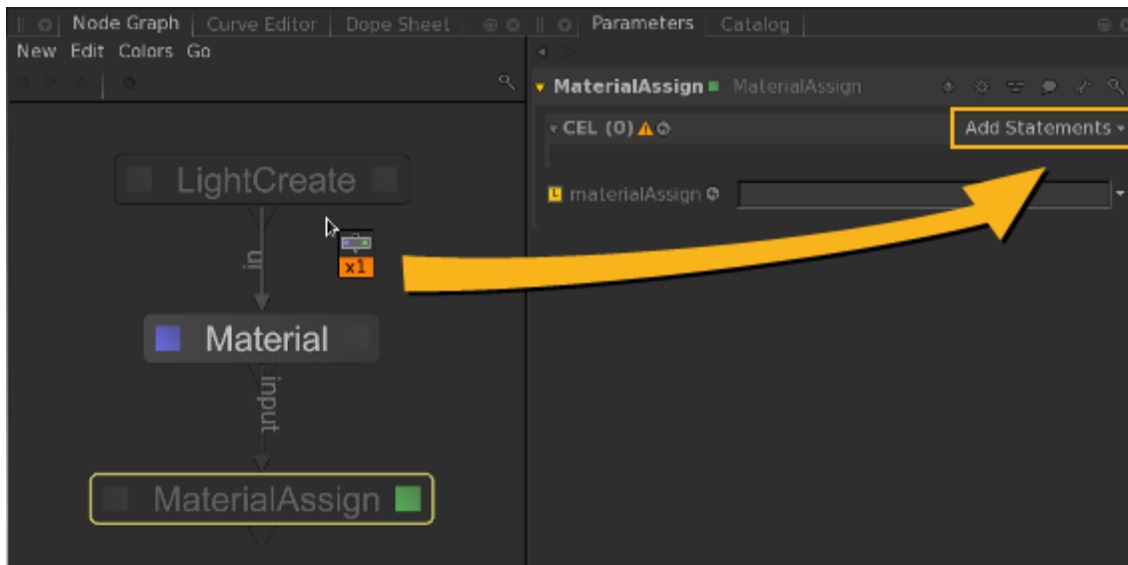 Node Graph Curve Editor Dope Sheet
New Edit Colors Go
LightCreate
x1
in
Material
input
MaterialAssign
Parameters Catalog
MaterialAssign MaterialAssign
CEL (0) Add Statements
L materialAssign